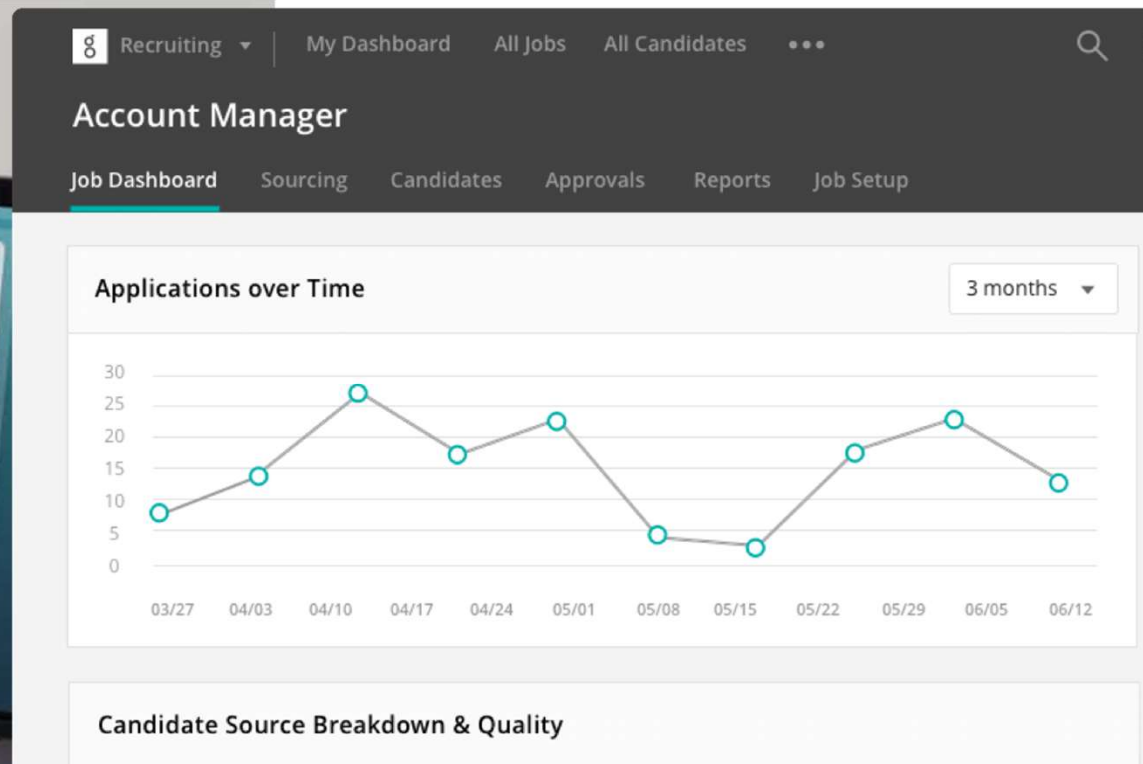 g Recruiting My Dashboard All Jobs All Candidates
Account Manager
Job Dashboard Sourcing Candidates Approvals Reports Job Setup
Applications over Time 3 months
30
25
20
15
10
5
0
03/27 04/03 04/10 04/17 04/24 05/01 05/08 05/15 05/22 05/29 06/05 06/12
Candidate Source Breakdown & Quality